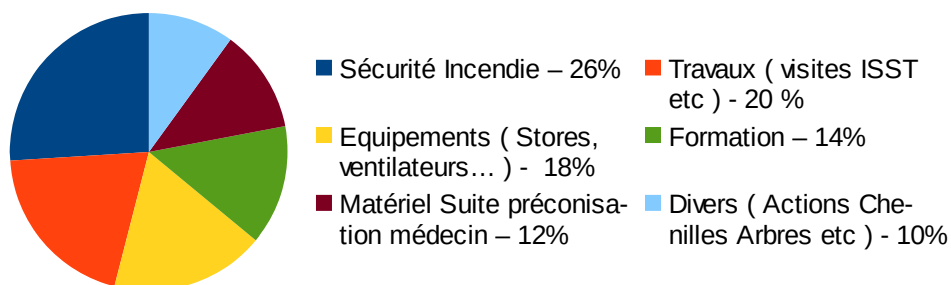 Sécurité Incendie – 26%
Travaux ( visites ISST
etc ) - 20 %
Equipements ( Stores,
ventilateurs… ) -  18%
Formation – 14%
Matériel Suite préconisa-
tion médecin – 12%
Divers ( Actions Che-
nilles Arbres etc ) - 10%